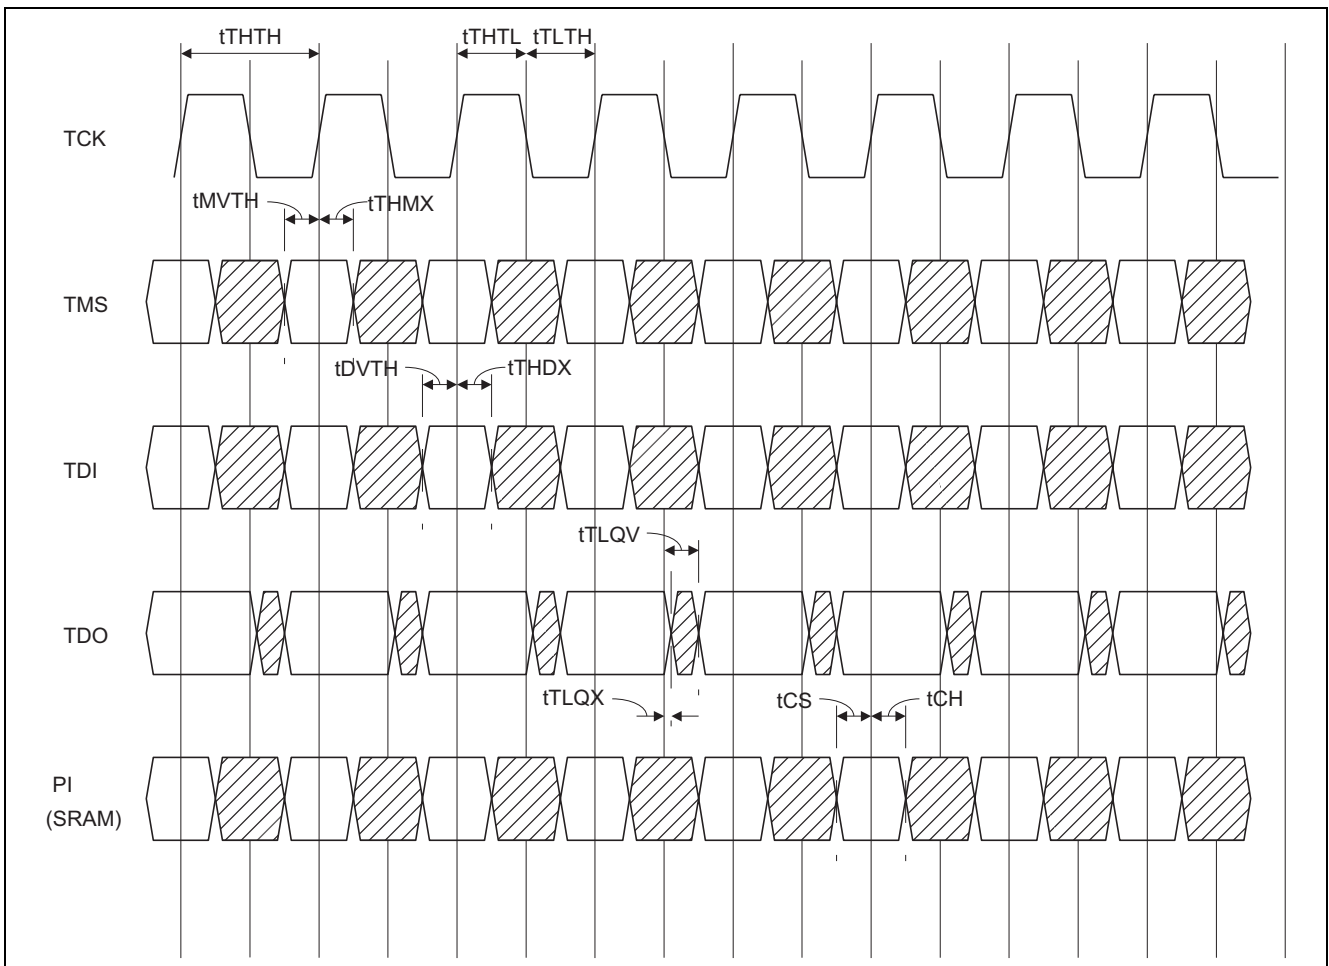 tTHTH
tTHTL
tTLTH
TCK
tMVTH
tTHMX
TMS
tDVTH
tTHDX
TDI
tTLQV
TDO
tTLQX
tCS
tCH
PI
(SRAM)